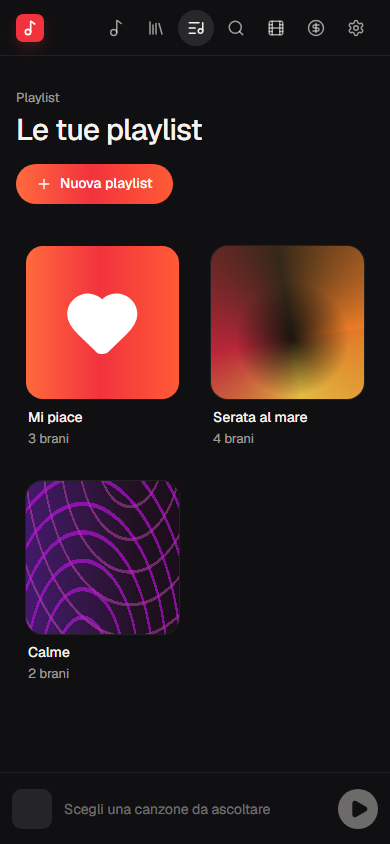 Playlist
Le tue playlist
Nuova playlist
Mi piace
3 brani
Serata al mare
4 brani
Calme
2 brani
Scegli una canzone da ascoltare